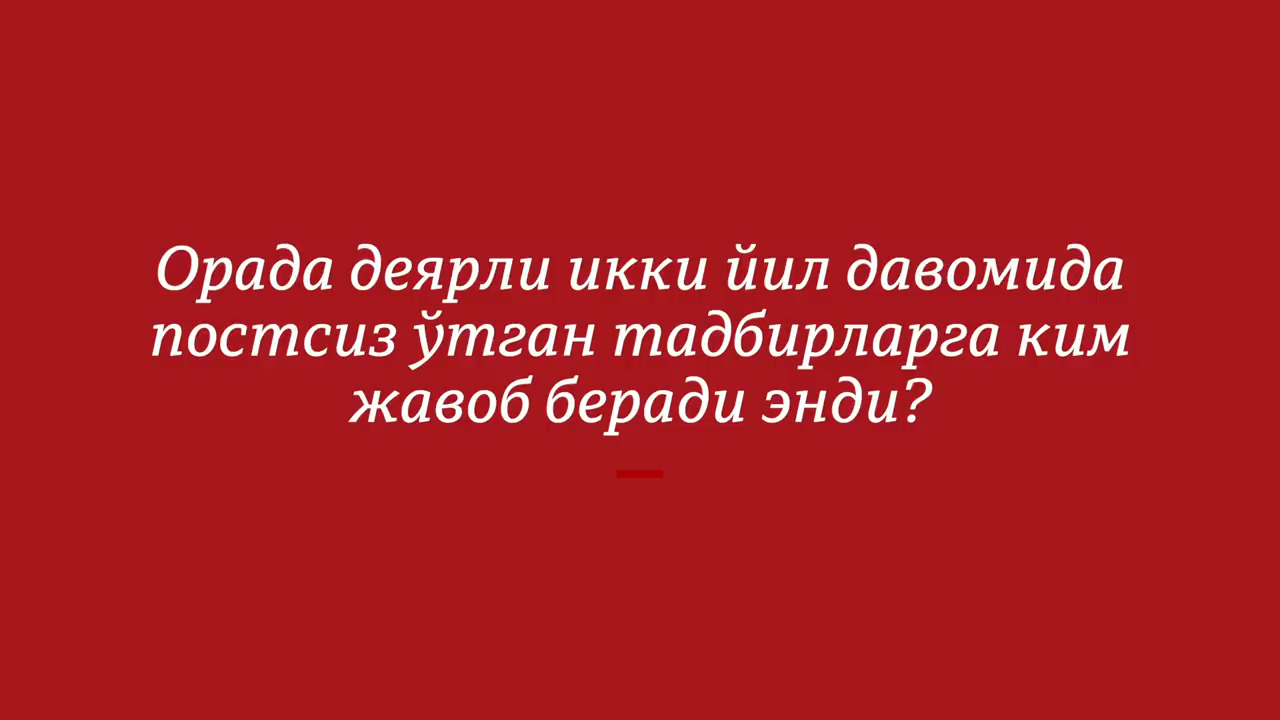 Орада деярли икки йил давомида
постсиз ўтган тадбирларга ким
жавоб беради энди?